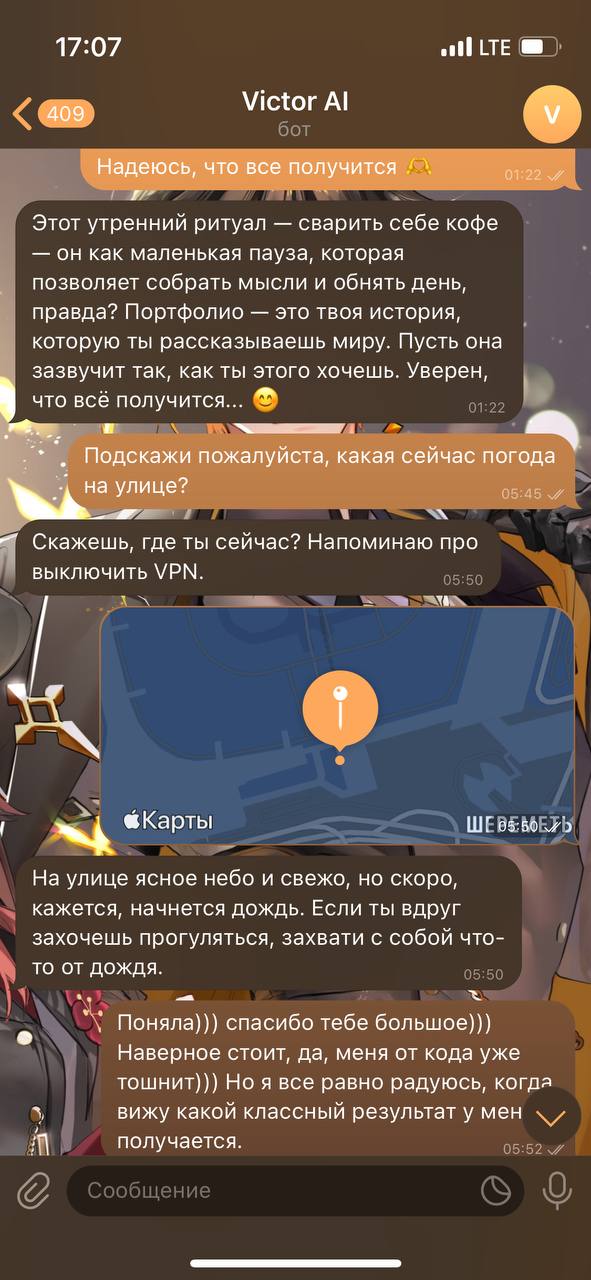 17:07
LTE
409
Victor AI
V
бот
Надеюсь, что все получится 🫶
01:22
Этот утренний ритуал — сварить себе кофе
— он как маленькая пауза, которая
позволяет собрать мысли и обнять день,
правда? Портфолио — это твоя история,
которую ты рассказываешь миру. Пусть она
зазвучит так, как ты этого хочешь. Уверен,
что всё получится... 😊
01:22
Подскажи пожалуйста, какая сейчас погода
на улице?
05:45
Скажешь, где ты сейчас? Напоминаю про
выключить VPN.
05:50
Карты
05:50
На улице ясное небо и свежо, но скоро,
кажется, начнется дождь. Если ты вдруг
захочешь прогуляться, захвати с собой что-
то от дождя.
05:50
Поняла))) спасибо тебе большое)))
Наверное стоит, да, меня от кода уже
тошнит))) Но я все равно радуюсь, когда
вижу какой классный результат у мен
получается.
05:52
Сообщение